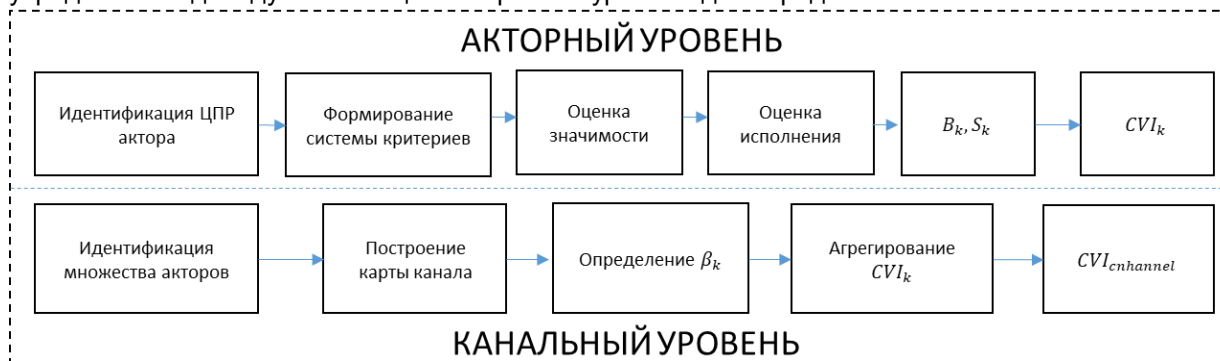 АКТОРНЫЙ УРОВЕНЬ
Идентификация ЦПР
актора
Формирование
системы критериев
Оценка
значимости
Оценка
исполнения
B_k, S_k
CVI_k
Идентификация
множества акторов
Построение
карты канала
Определение β_k
Агрегирование
CVI_k
CVI_cnhannel
КАНАЛЬНЫЙ УРОВЕНЬ